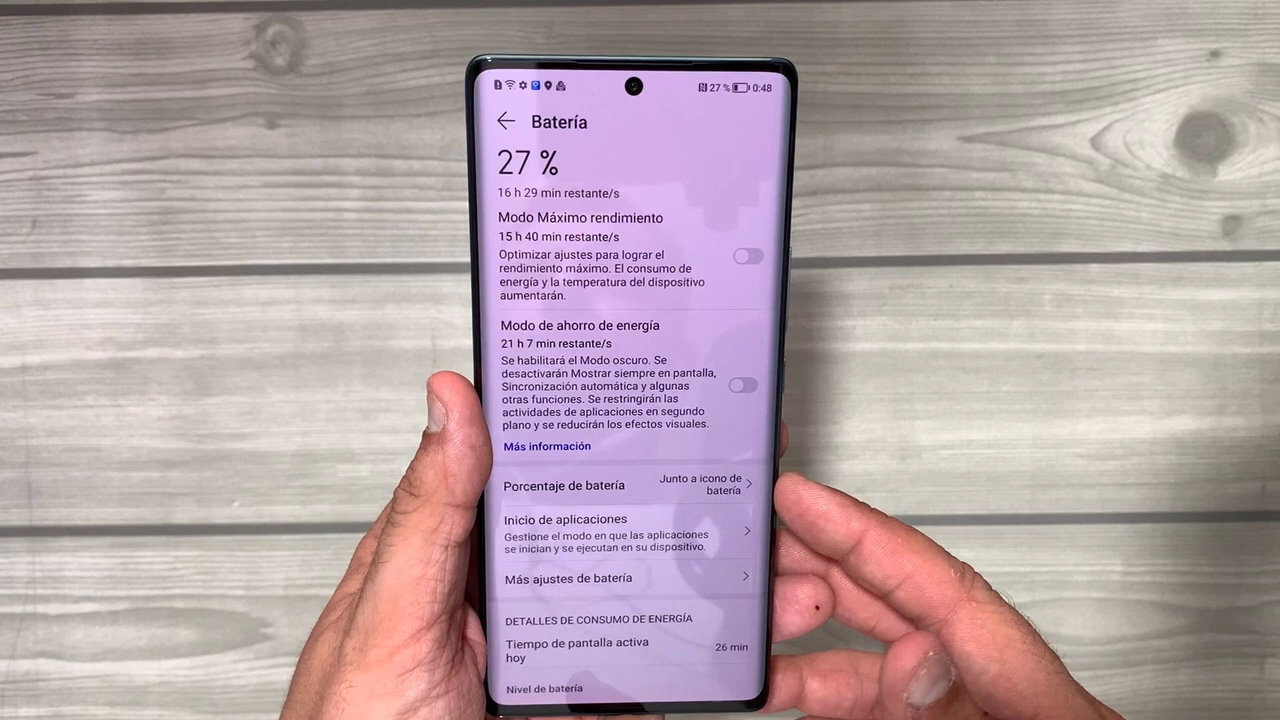 27 % 0:48
Batería
27 %
16 h 29 min restante/s
Modo Máximo rendimiento
15 h 40 min restante/s
Optimizar ajustes para lograr el
rendimiento máximo. El consumo de
energía y la temperatura del dispositivo
aumentarán.
Modo de ahorro de energía
21 h 7 min restante/s
Se habilitará el Modo oscuro. Se
desactivarán Mostrar siempre en pantalla,
Sincronización automática y algunas
otras funciones. Se restringirán las
actividades de aplicaciones en segundo
plano y se reducirán los efectos visuales.
Más información
Porcentaje de batería
Junto a icono de
batería
Inicio de aplicaciones
Gestione el modo en que las aplicaciones
se inician y se ejecutan en su dispositivo.
Más ajustes de batería
DETALLES DE CONSUMO DE ENERGÍA
Tiempo de pantalla activa
hoy
26 min
Nivel de batería